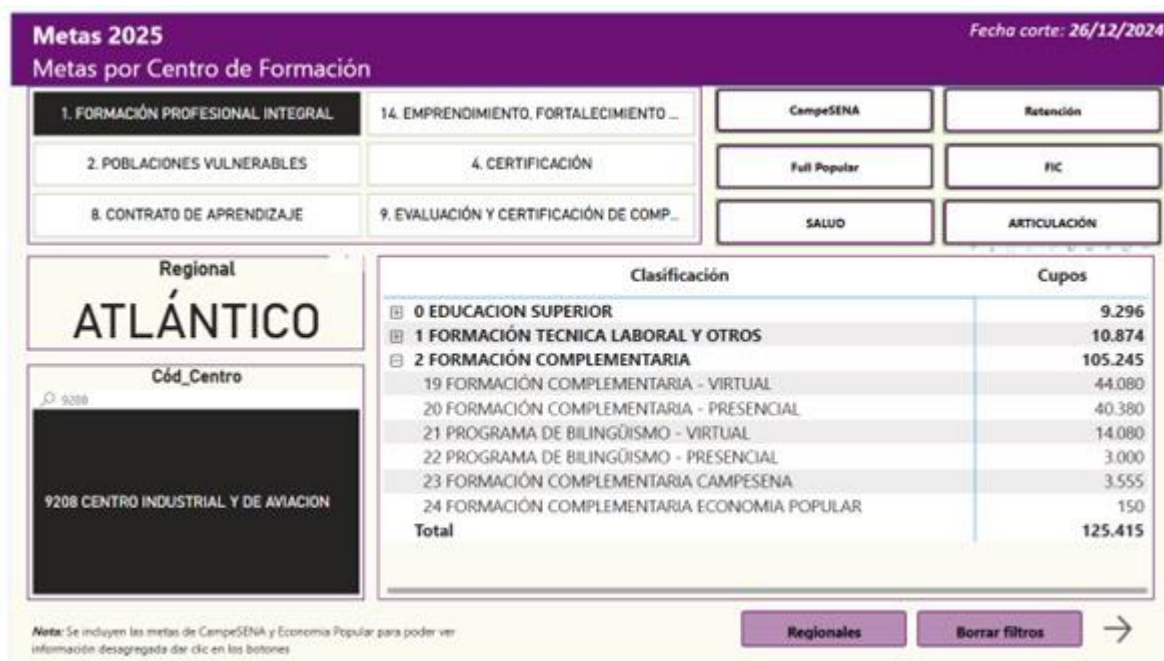 Metas 2025
Fecha corte: 26/12/2024
Metas por Centro de Formación
1. FORMACIÓN PROFESIONAL INTEGRAL
14. EMPRENDIMIENTO, FORTALECIMIENTO ...
CampeSENA
Retención
2. POBLACIONES VULNERABLES
4. CERTIFICACIÓN
Full Popular
FIC
8. CONTRATO DE APRENDIZAJE
9. EVALUACIÓN Y CERTIFICACIÓN DE COMP...
SALUD
ARTICULACIÓN
Regional
ATLÁNTICO
Cód_Centro
9208
9208 CENTRO INDUSTRIAL Y DE AVIACION
Clasificación Cupos
0 EDUCACION SUPERIOR 9.296
1 FORMACIÓN TECNICA LABORAL Y OTROS 10.874
2 FORMACIÓN COMPLEMENTARIA 105.245
19 FORMACIÓN COMPLEMENTARIA - VIRTUAL 44.080
20 FORMACIÓN COMPLEMENTARIA - PRESENCIAL 40.380
21 PROGRAMA DE BILINGÜISMO - VIRTUAL 14.080
22 PROGRAMA DE BILINGÜISMO - PRESENCIAL 3.000
23 FORMACIÓN COMPLEMENTARIA CAMPESENA 3.555
24 FORMACIÓN COMPLEMENTARIA ECONOMIA POPULAR 150
Total 125.415
Nota: Se incluyen las metas de CampeSENA y Economia Popular para poder ver
información desagregada dar clic en los botones
Regionales
Borrar filtros